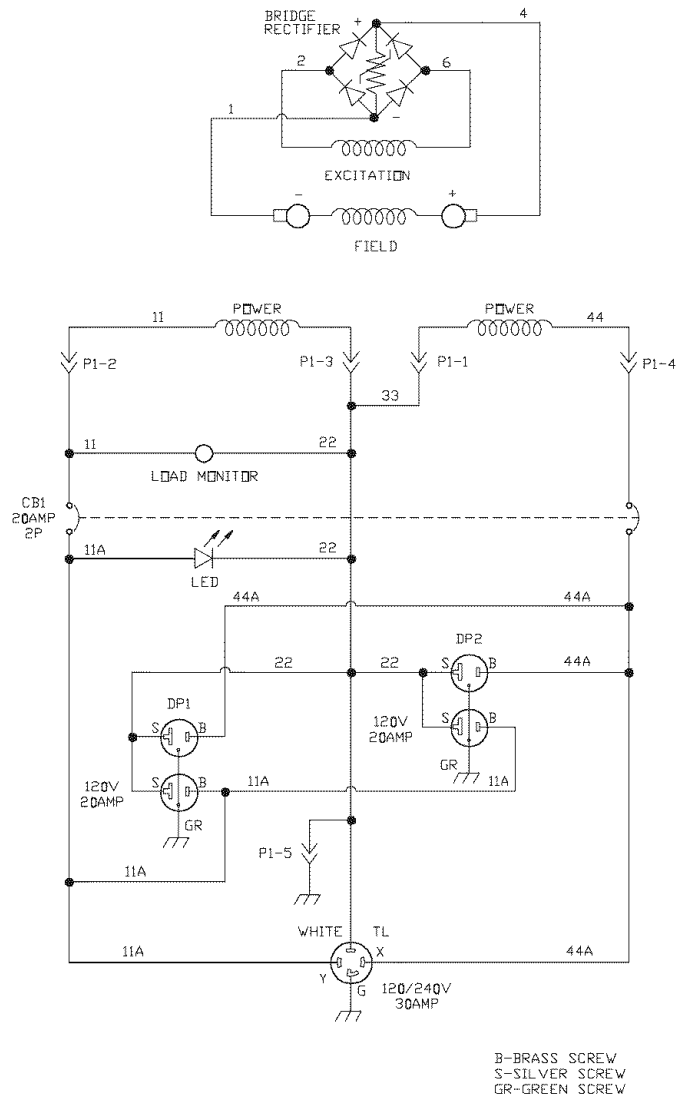 BRIDGE
RECTIFIER
+
4
2
6
1
-
EXCITATION
-
+
FIELD
11
POWER
POWER
44
P1-2
P1-3
P1-1
P1-4
33
11
22
LOAD MONITOR
CB1
20AMP
2P
11A
22
LED
44A
44A
DP2
22
22
S
B
44A
DP1
120V
20AMP
S
B
S
B
GR
11A
120V
20AMP
S
B
11A
GR
P1-5
11A
WHITE
TL
11A
X
44A
Y
G
120/240V
30AMP
B-BRASS SCREW
S-SILVER SCREW
GR-GREEN SCREW